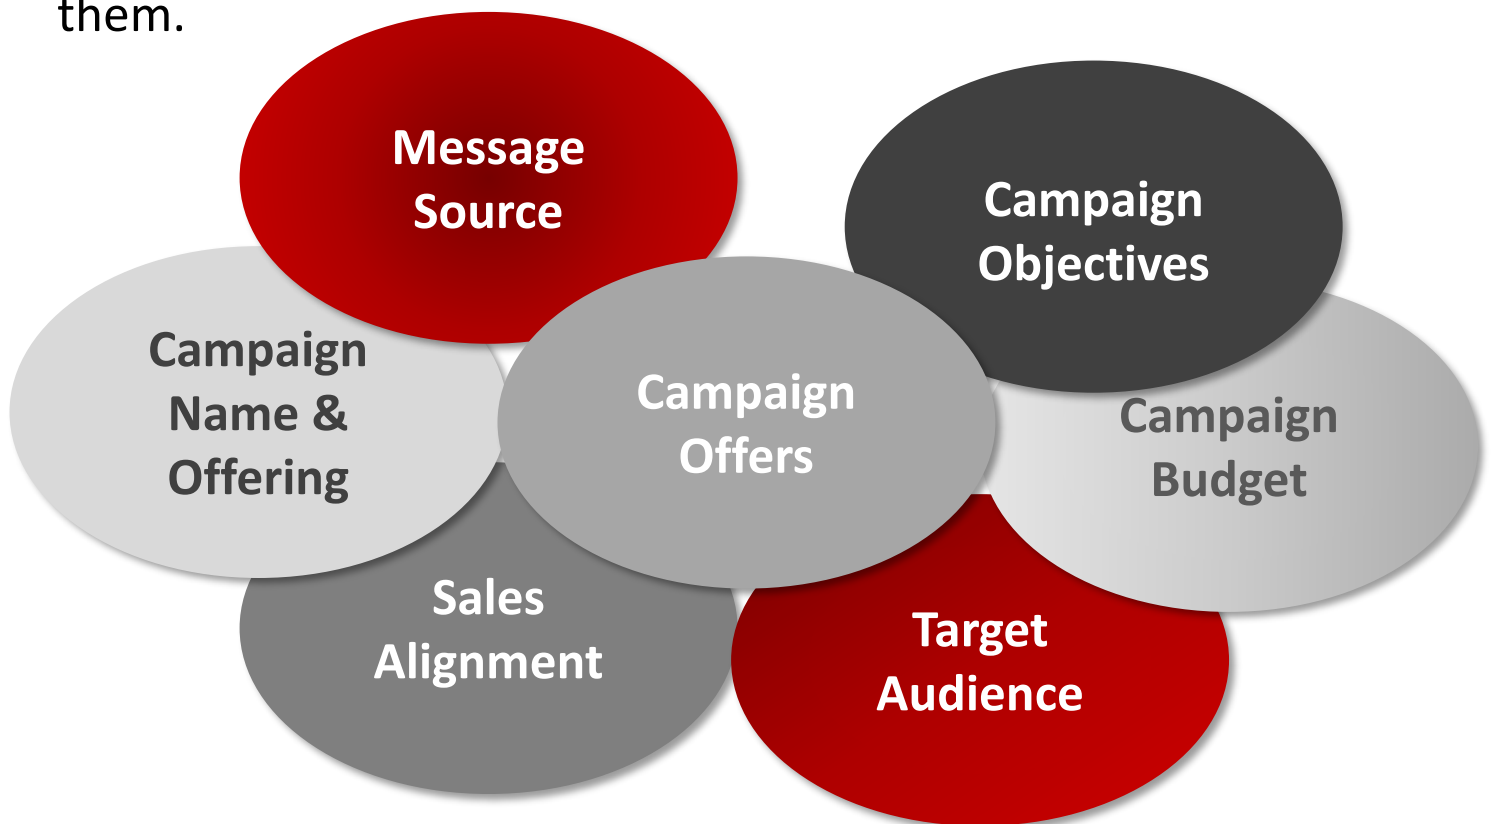 them.
Message
Source
Campaign
Objectives
Campaign
Name &
Offering
Campaign
Offers
Campaign
Budget
Sales
Alignment
Target
Audience